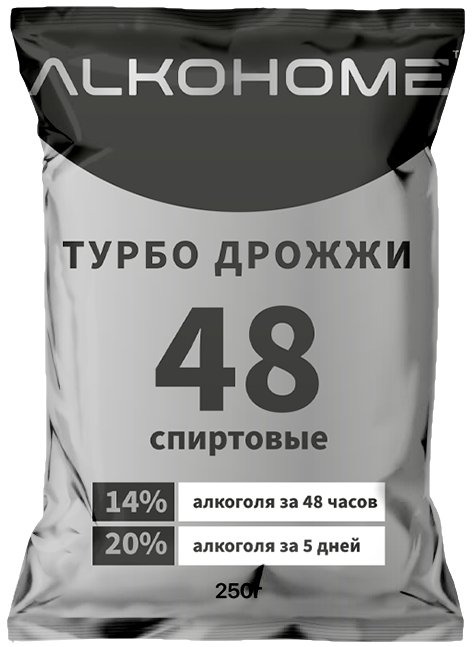 ALKOHOME
ТУРБО ДРОЖЖИ
48
спиртовые
14% алкоголя за 48 часов
20% алкоголя за 5 дней
250г